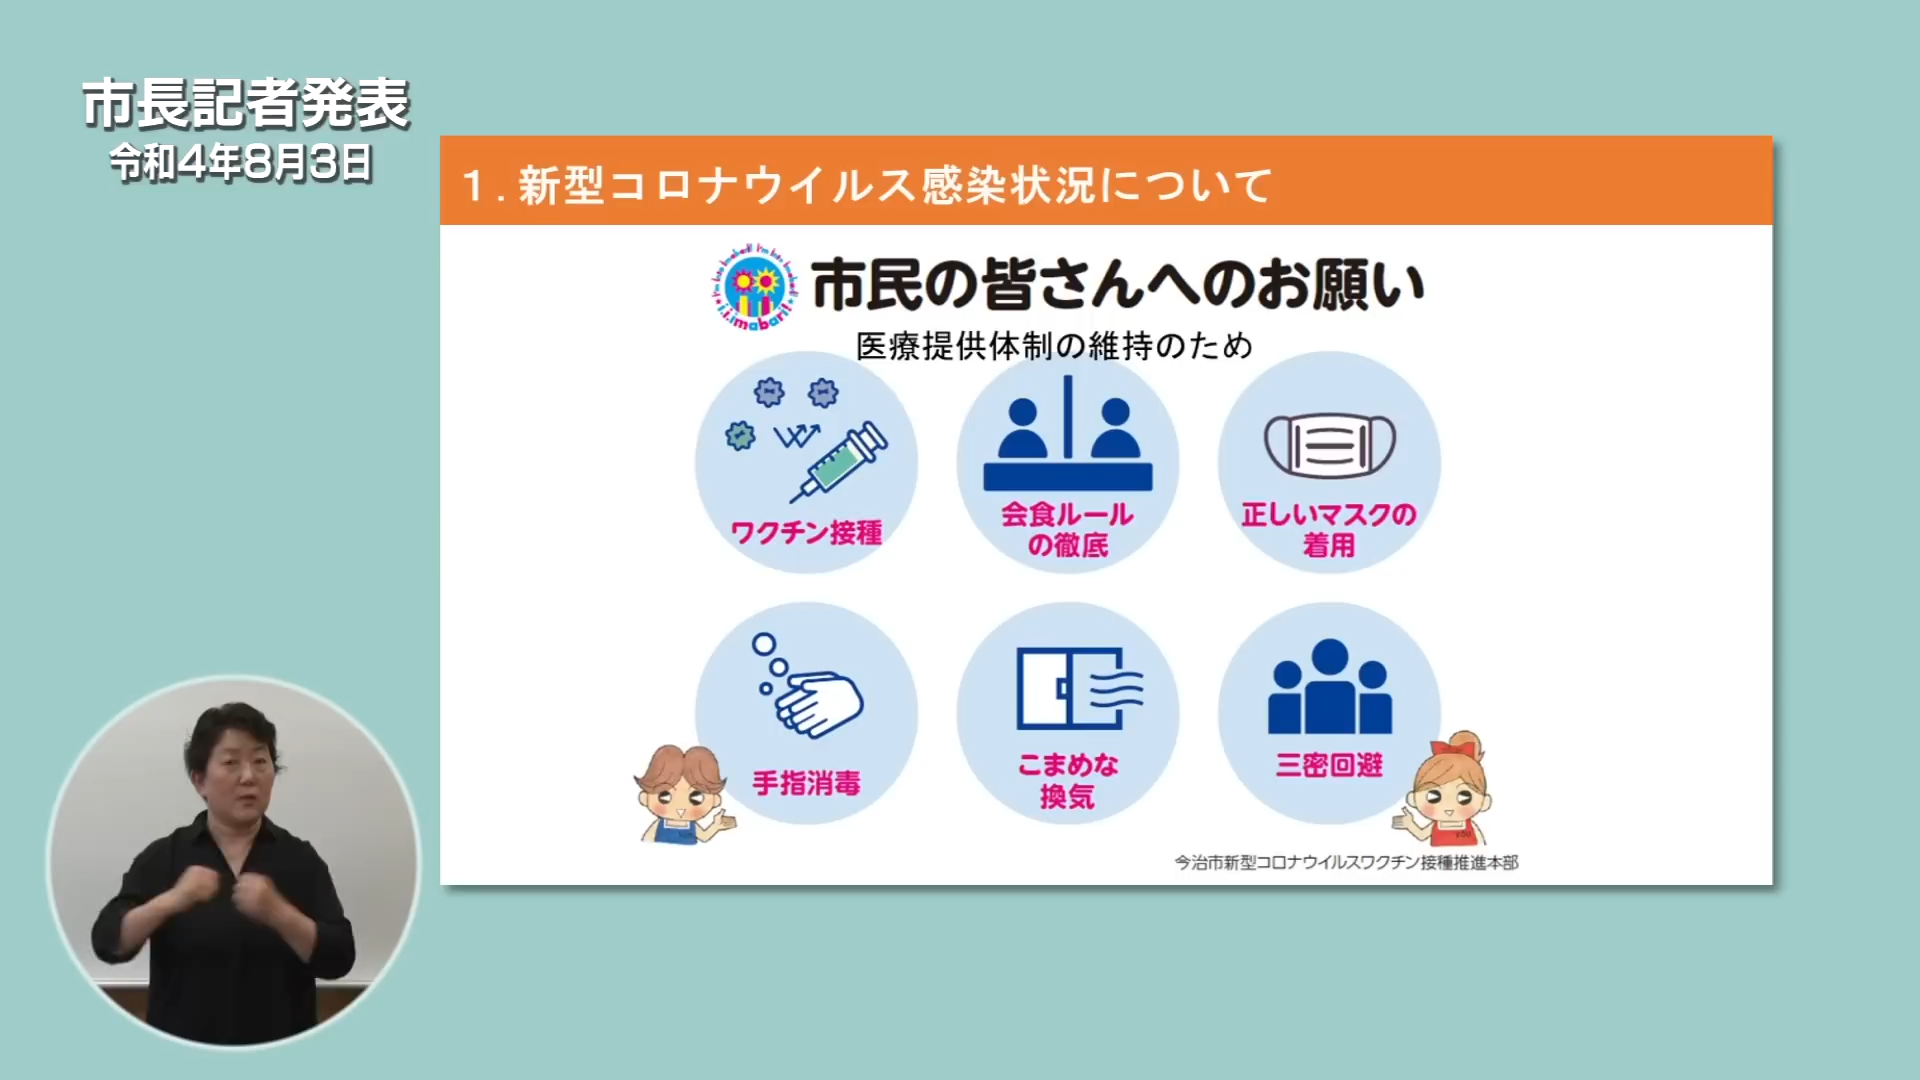 市長記者発表
令和4年8月3日
１.新型コロナウイルス感染状況について
市民の皆さんへのお願い
i.i.imabari!
医療提供体制の維持のため
ワクチン接種
会食ルール
の徹底
正しいマスクの
着用
手指消毒
こまめな
換気
三密回避
今治市新型コロナウイルスワクチン接種推進本部